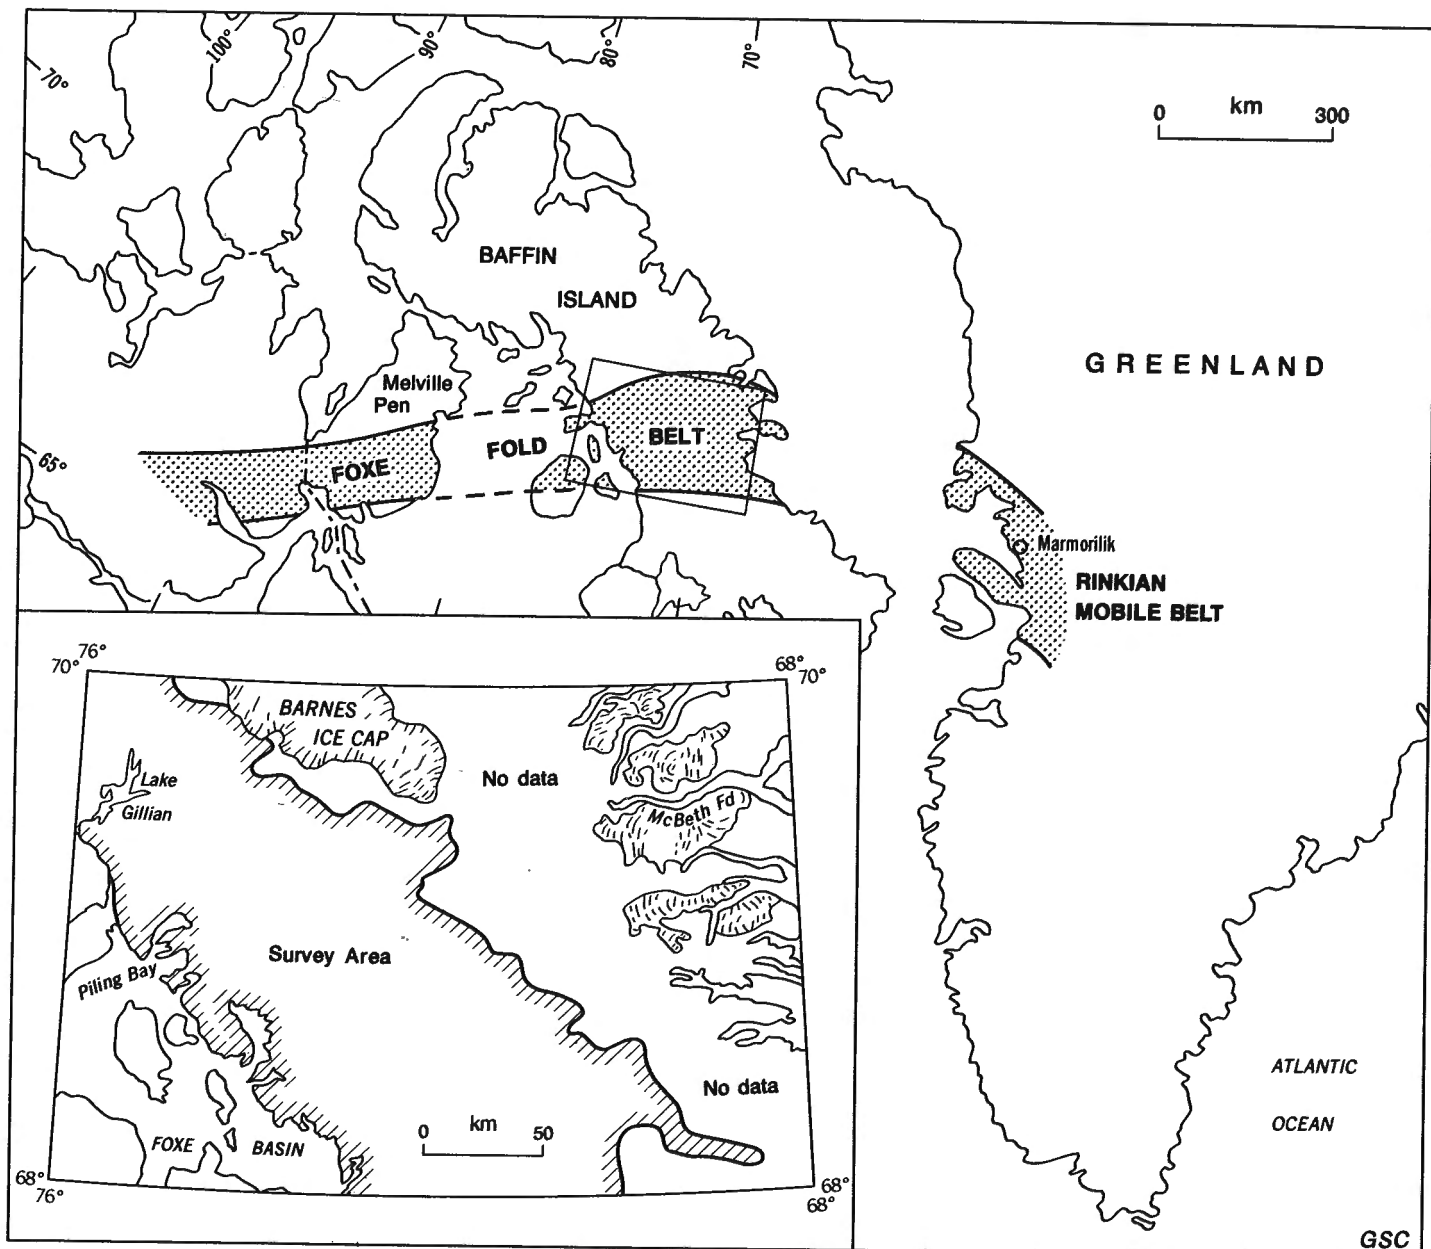 100°
90°
80°
70°
70°
km
0
300
BAFFIN
ISLAND
GREENLAND
Melville
Pen
65°
FOXE
FOLD
BELT
Marmorilik
RINKIAN
MOBILE BELT
76°
70°
68°
70°
BARNES
ICE CAP
No data
Lake
Gillian
McBeth Fd
Survey Area
Piling Bay
No data
km
0
50
FOXE
BASIN
68°
76°
68°
68°
ATLANTIC
OCEAN
GSC